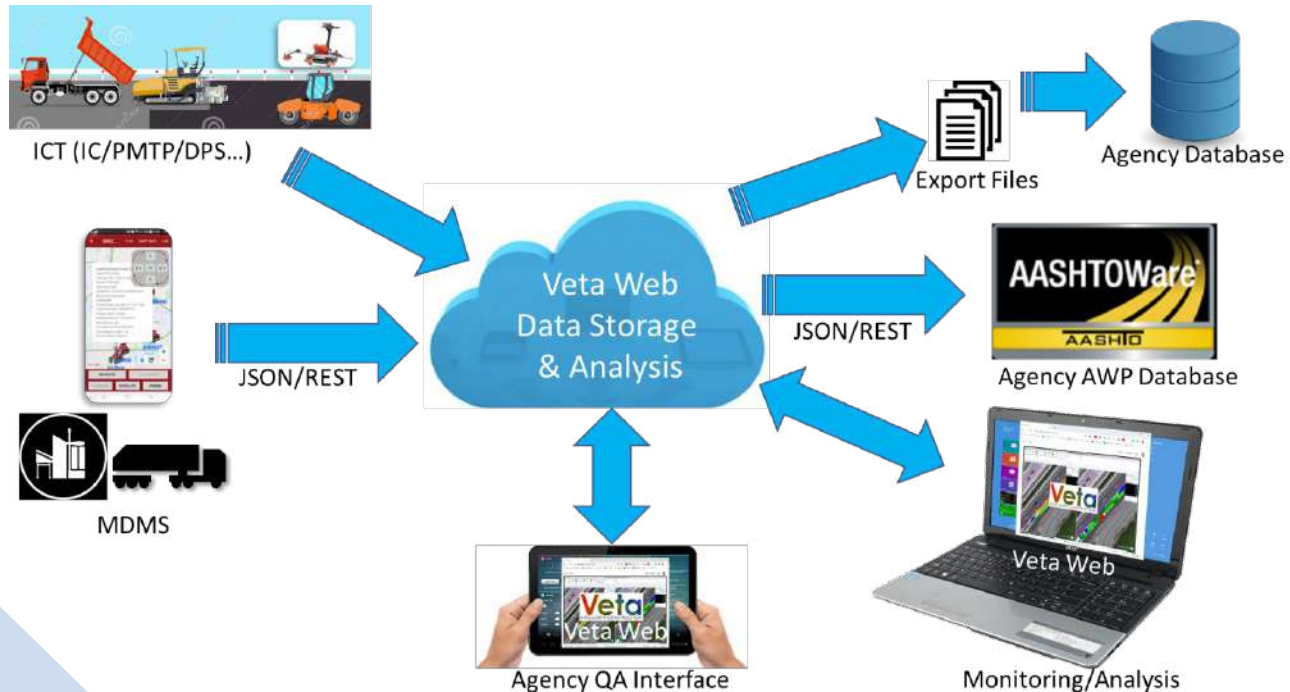 ICT (IC/PMTP/DPS...)
Export Files
Agency Database
Veta Web
Data Storage
& Analysis
JSON/REST
JSON/REST
AASHTOWare®
AASHTO
Agency AWP Database
MDMS
Veta
Veta Web
Agency QA Interface
Veta
Veta Web
Monitoring/Analysis